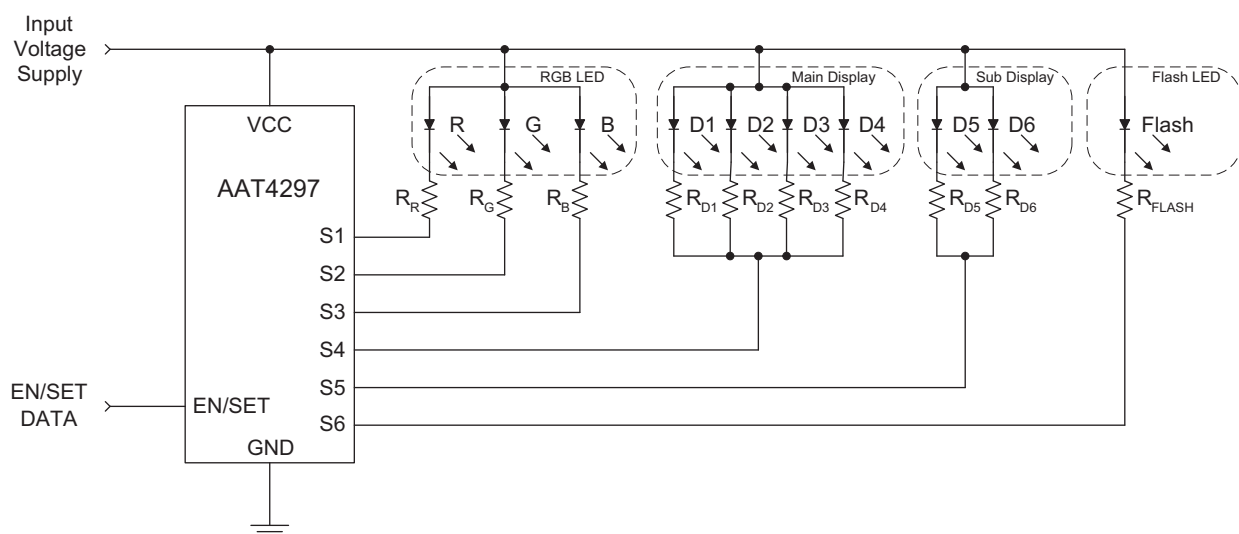 Input
Voltage
Supply
RGB LED
Main Display
Sub Display
Flash LED
VCC
R
G
B
D1
D2
D3
D4
D5
D6
Flash
AAT4297
RR
RG
RB
RD1
RD2
RD3
RD4
RD5
RD6
RFLASH
S1
S2
S3
S4
S5
S6
EN/SET
DATA
EN/SET
GND